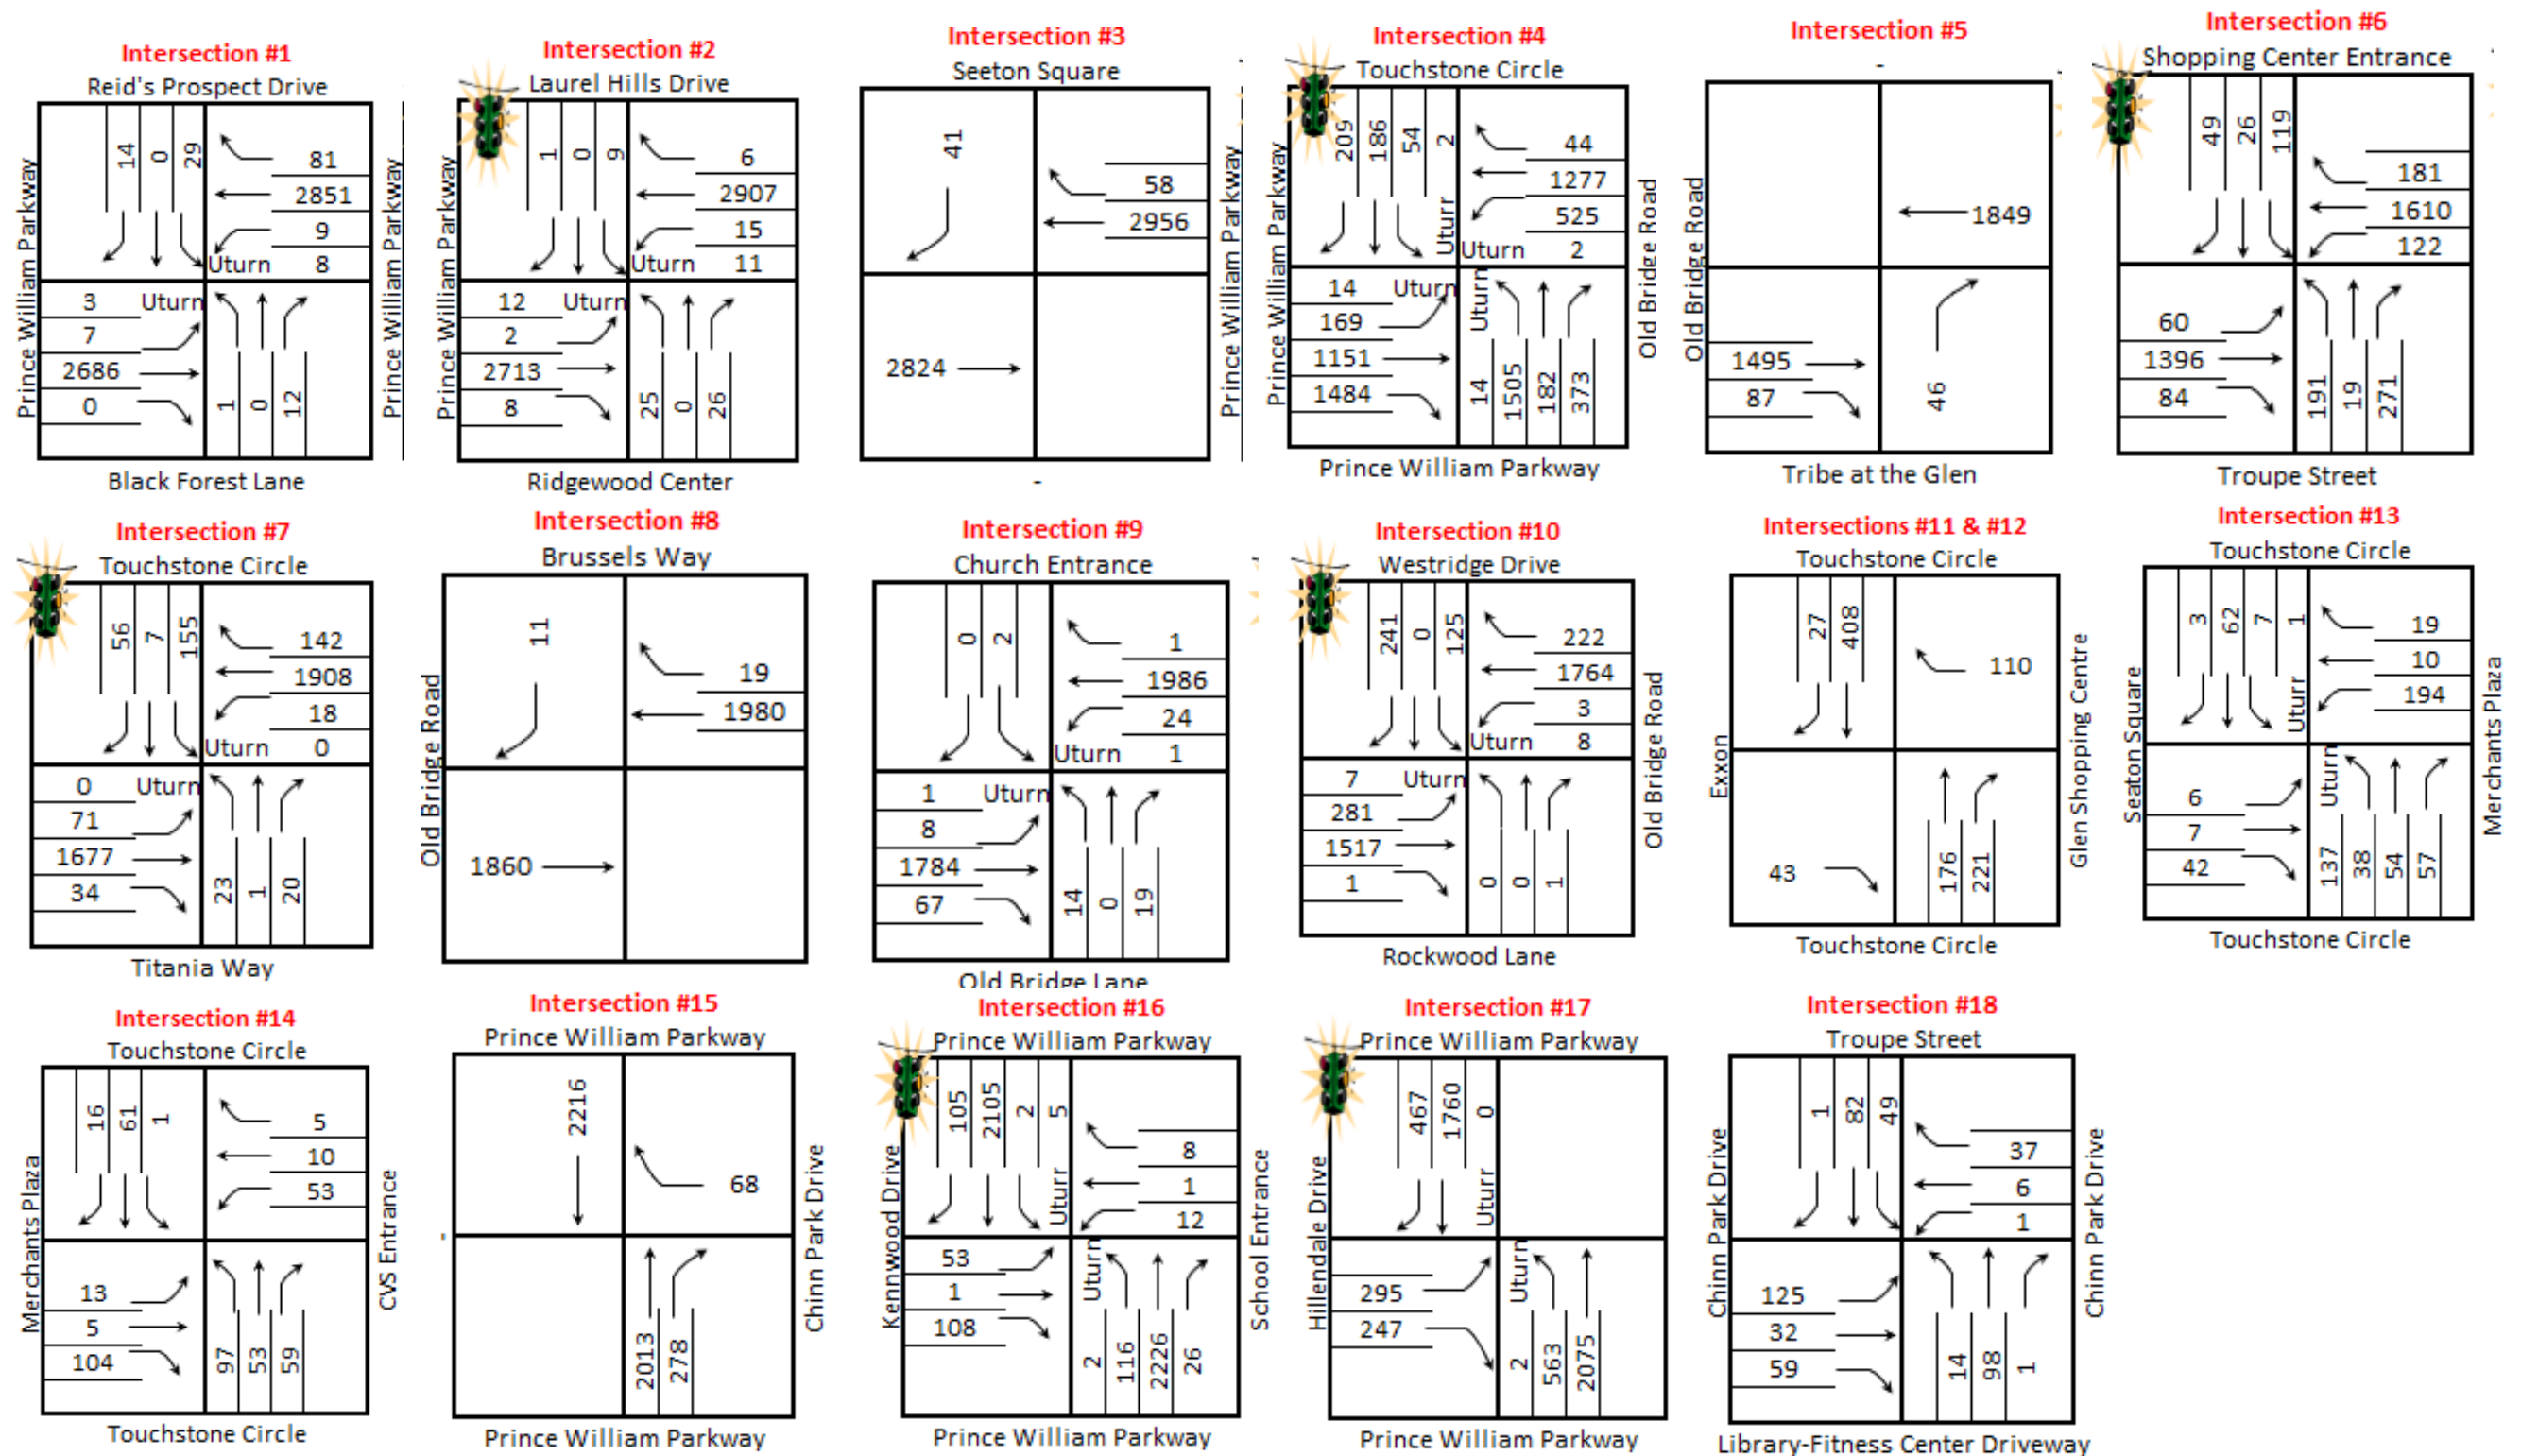 Intersection #1
Reid's Prospect Drive
Prince William Parkway
14 0 29
81
2851
9
Uturn 8
3 Uturn
7
2686
0
1 0 12
Prince William Parkway
Black Forest Lane
Intersection #2
Laurel Hills Drive
Prince William Parkway
1 0 9
6
2907
15
Uturn 11
12 Uturn
2
2713
8
25 0 26
Ridgewood Center
Intersection #3
Seeton Square
41
58
2956
2824
Prince William Parkway
-
Intersection #4
Touchstone Circle
Prince William Parkway
209 186 54 2
Uturr
44
1277
525
Uturn 2
14 Uturn
169
1151
1484
Uturn
14 1505 182 373
Old Bridge Road
Prince William Parkway
Intersection #5
-
Old Bridge Road
1849
1495
87
46
Tribe at the Glen
Intersection #6
Shopping Center Entrance
49 26 119
181
1610
122
60
1396
84
191 19 271
Troupe Street
Intersection #7
Touchstone Circle
56 7 155
142
1908
18
Uturn 0
0 Uturn
71
1677
34
23 1 20
Titania Way
Intersection #8
Brussels Way
Old Bridge Road
11
19
1980
1860
Intersection #9
Church Entrance
0 2
1
1986
24
Uturn 1
1 Uturn
8
1784
67
14 0 19
Old Bridge Lane
Intersection #10
Westridge Drive
241 0 125
222
1764
3
Uturn 8
7 Uturn
281
1517
1
0 0 1
Old Bridge Road
Rockwood Lane
Intersections #11 & #12
Touchstone Circle
Exxon
27 408
110
43
176 221
Glen Shopping Centre
Touchstone Circle
Intersection #13
Touchstone Circle
Seaton Square
3 62 7 1
Uturr
19
10
194
6
7
42
Uturn
137 38 54 57
Merchants Plaza
Touchstone Circle
Intersection #14
Touchstone Circle
Merchants Plaza
16 61 1
5
10
53
13
5
104
97 53 59
CVS Entrance
Touchstone Circle
Intersection #15
Prince William Parkway
-
2216
68
2013 278
Chinn Park Drive
Prince William Parkway
Intersection #16
Prince William Parkway
Kenwood Drive
105 2105 2 5
Uturr
8
1
12
53
1
108
Uturn
2 116 2226 26
School Entrance
Prince William Parkway
Intersection #17
Prince William Parkway
Hillendale Drive
467 1760 0
Uturr
295
247
Uturn
2 563 2075
Prince William Parkway
Intersection #18
Troupe Street
Chinn Park Drive
1 82 49
37
6
1
125
32
59
14 98 1
Chinn Park Drive
Library-Fitness Center Driveway